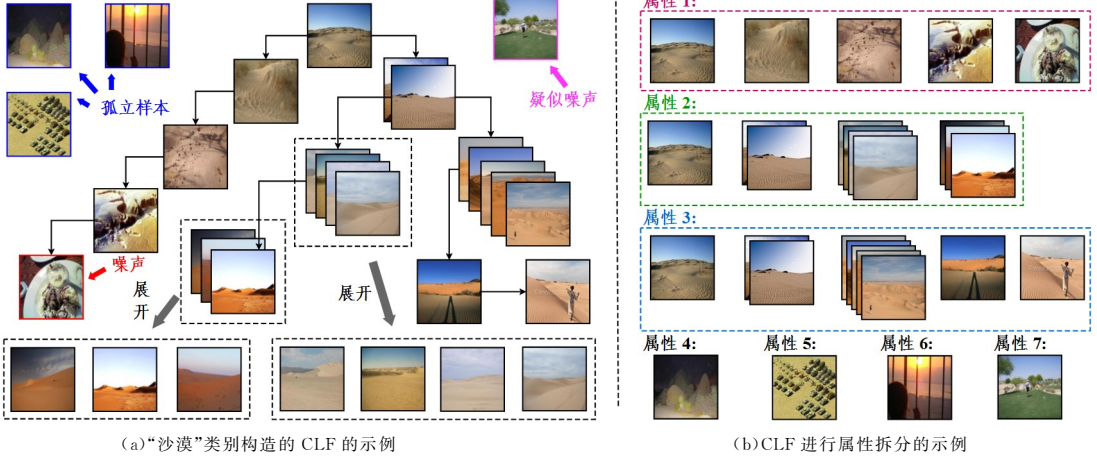 孤立样本
疑似噪声
噪声
展
开
展开
(a)“沙漠”类别构造的 CLF 的示例
属性 1:
属性 2:
属性 3:
属性 4:
属性 5:
属性 6:
属性 7:
(b)CLF 进行属性拆分的示例